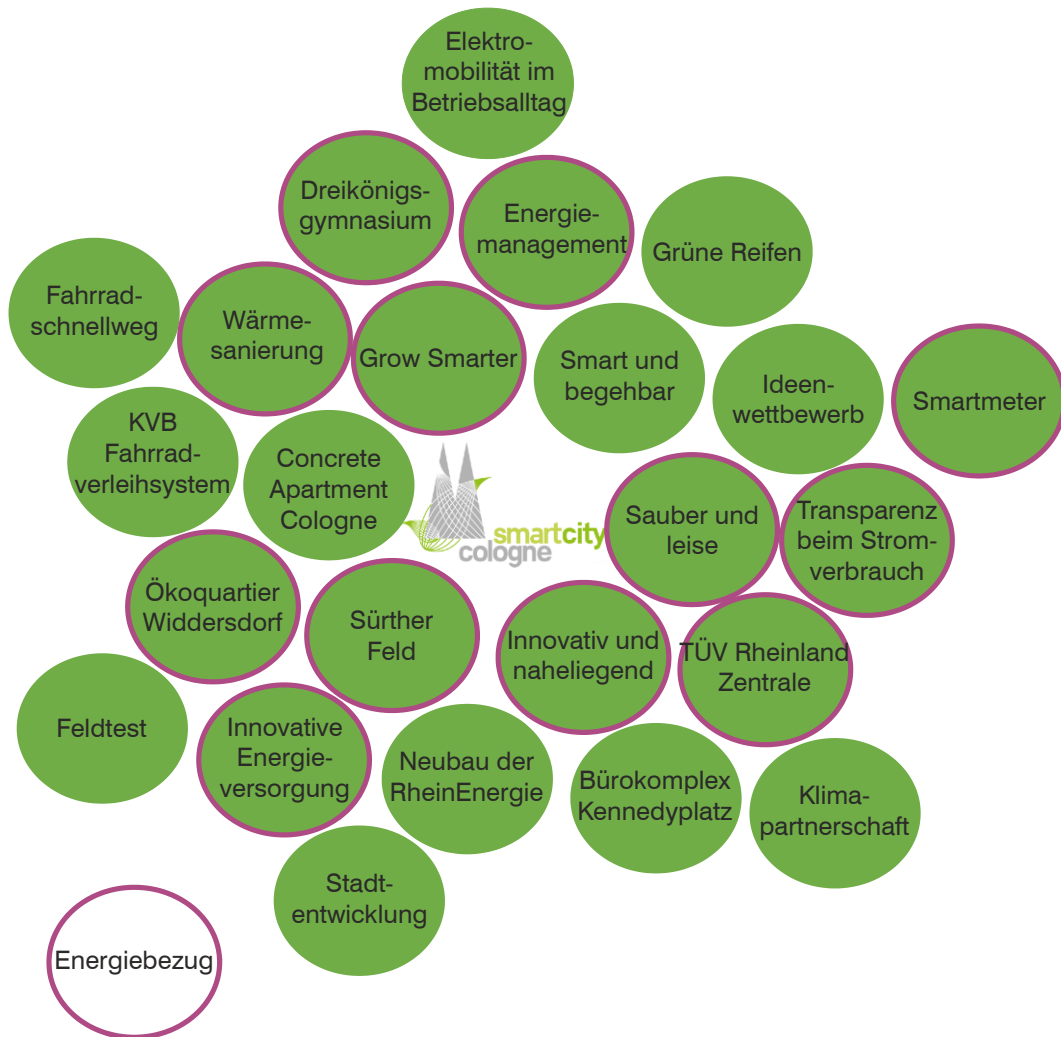 Elektro-
mobilität im
Betriebsalltag
Dreikönigs-
gymnasium
Energie-
management
Grüne Reifen
Fahrrad-
schnellweg
Wärme-
sanierung
Grow Smarter
Smart und
begehbar
Ideen-
wettbewerb
Smartmeter
KVB
Fahrrad-
verleihsystem
Concrete
Apartment
Cologne
smartcity
cologne
Sauber und
leise
Transparenz
beim Strom-
verbrauch
Ökoquartier
Widdersdorf
Sürther
Feld
Innovativ und
naheliegend
TÜV Rheinland
Zentrale
Feldtest
Innovative
Energie-
versorgung
Neubau der
RheinEnergie
Bürokomplex
Kennedyplatz
Klima-
partnerschaft
Stadt-
entwicklung
Energiebezug